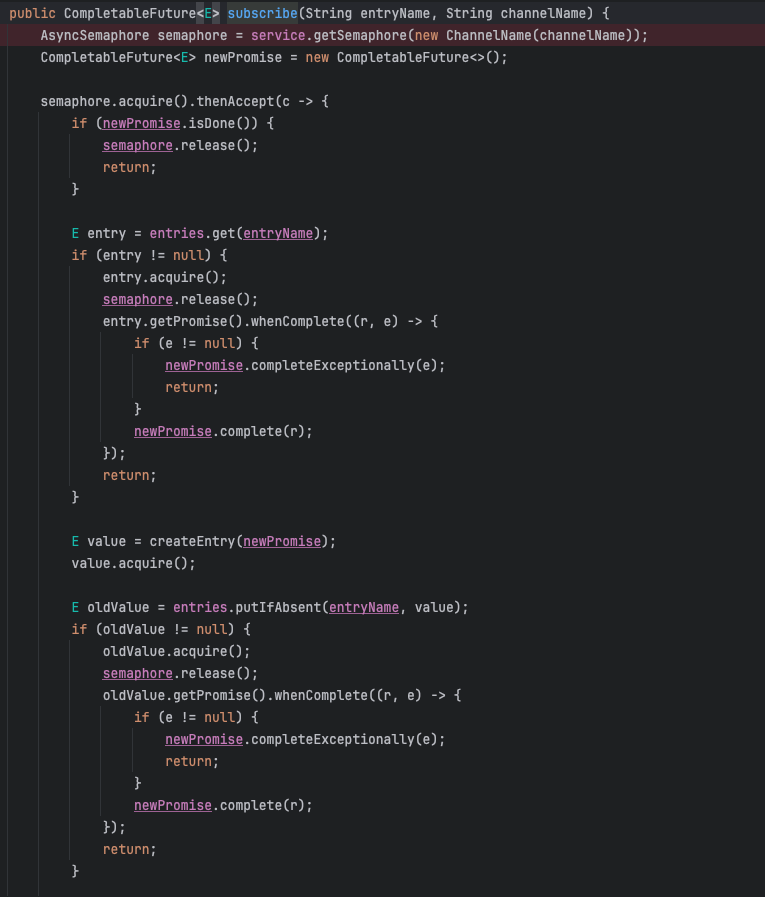 public CompletableFuture<E> subscribe(String entryName, String channelName) {
    AsyncSemaphore semaphore = service.getSemaphore(new ChannelName(channelName));
    CompletableFuture<E> newPromise = new CompletableFuture<>();

    semaphore.acquire().thenAccept(c -> {
        if (newPromise.isDone()) {
            semaphore.release();
            return;
        }

        E entry = entries.get(entryName);
        if (entry != null) {
            entry.acquire();
            semaphore.release();
            entry.getPromise().whenComplete((r, e) -> {
                if (e != null) {
                    newPromise.completeExceptionally(e);
                    return;
                }
                newPromise.complete(r);
            });
            return;
        }

        E value = createEntry(newPromise);
        value.acquire();

        E oldValue = entries.putIfAbsent(entryName, value);
        if (oldValue != null) {
            oldValue.acquire();
            semaphore.release();
            oldValue.getPromise().whenComplete((r, e) -> {
                if (e != null) {
                    newPromise.completeExceptionally(e);
                    return;
                }
                newPromise.complete(r);
            });
            return;
        }